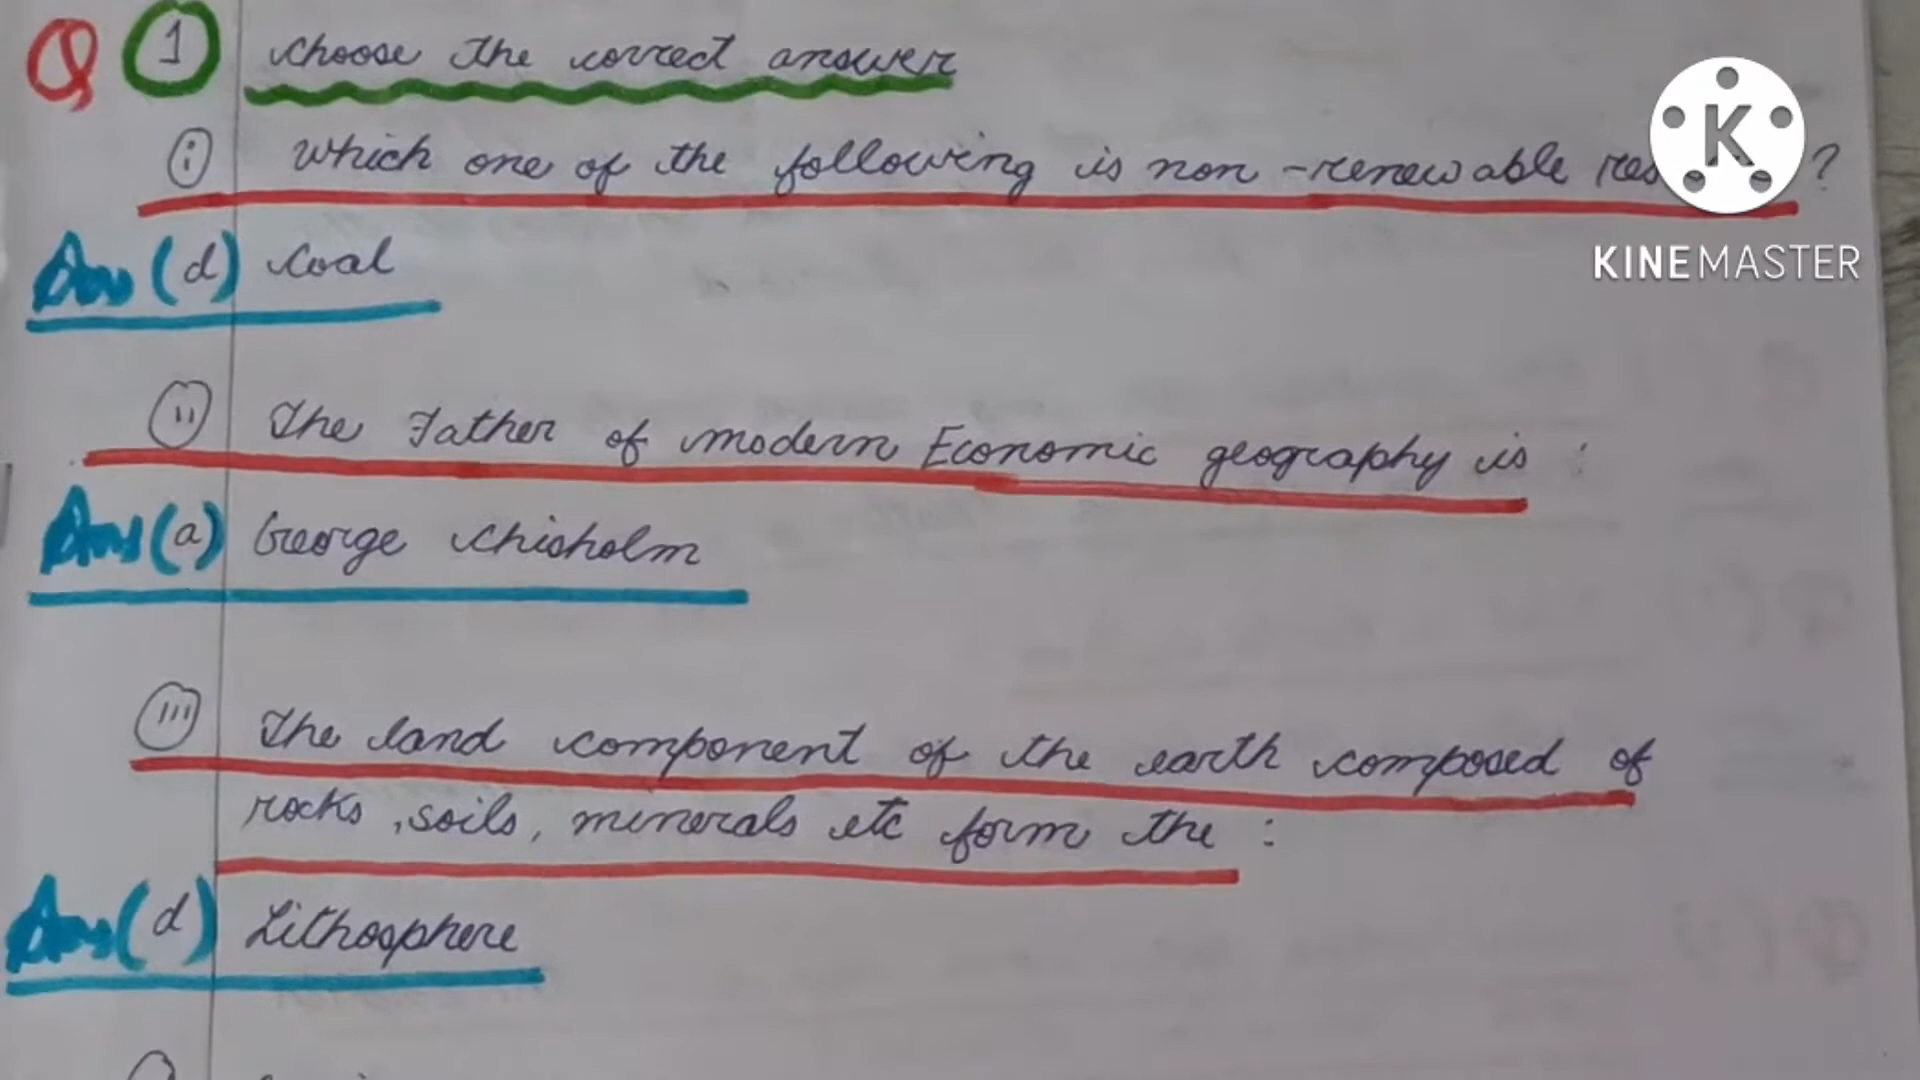 Q 1 choose the correct answer
i which one of the following is non-renewable res ?
K
KINEMASTER
Ans (d) coal
ii The Father of modern Economic geography is :
Ans (a) George chisholm
iii The land component of the earth composed of
rocks, soils, minerals etc form the :
Ans (d) Lithosphere